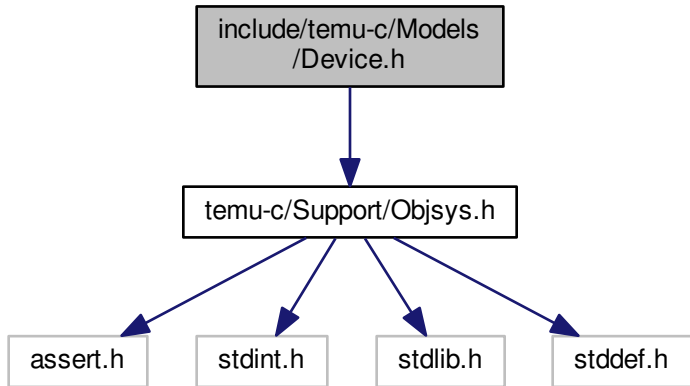 include/temu-c/Models
/Device.h
temu-c/Support/Objsys.h
assert.h
stdint.h
stdlib.h
stddef.h